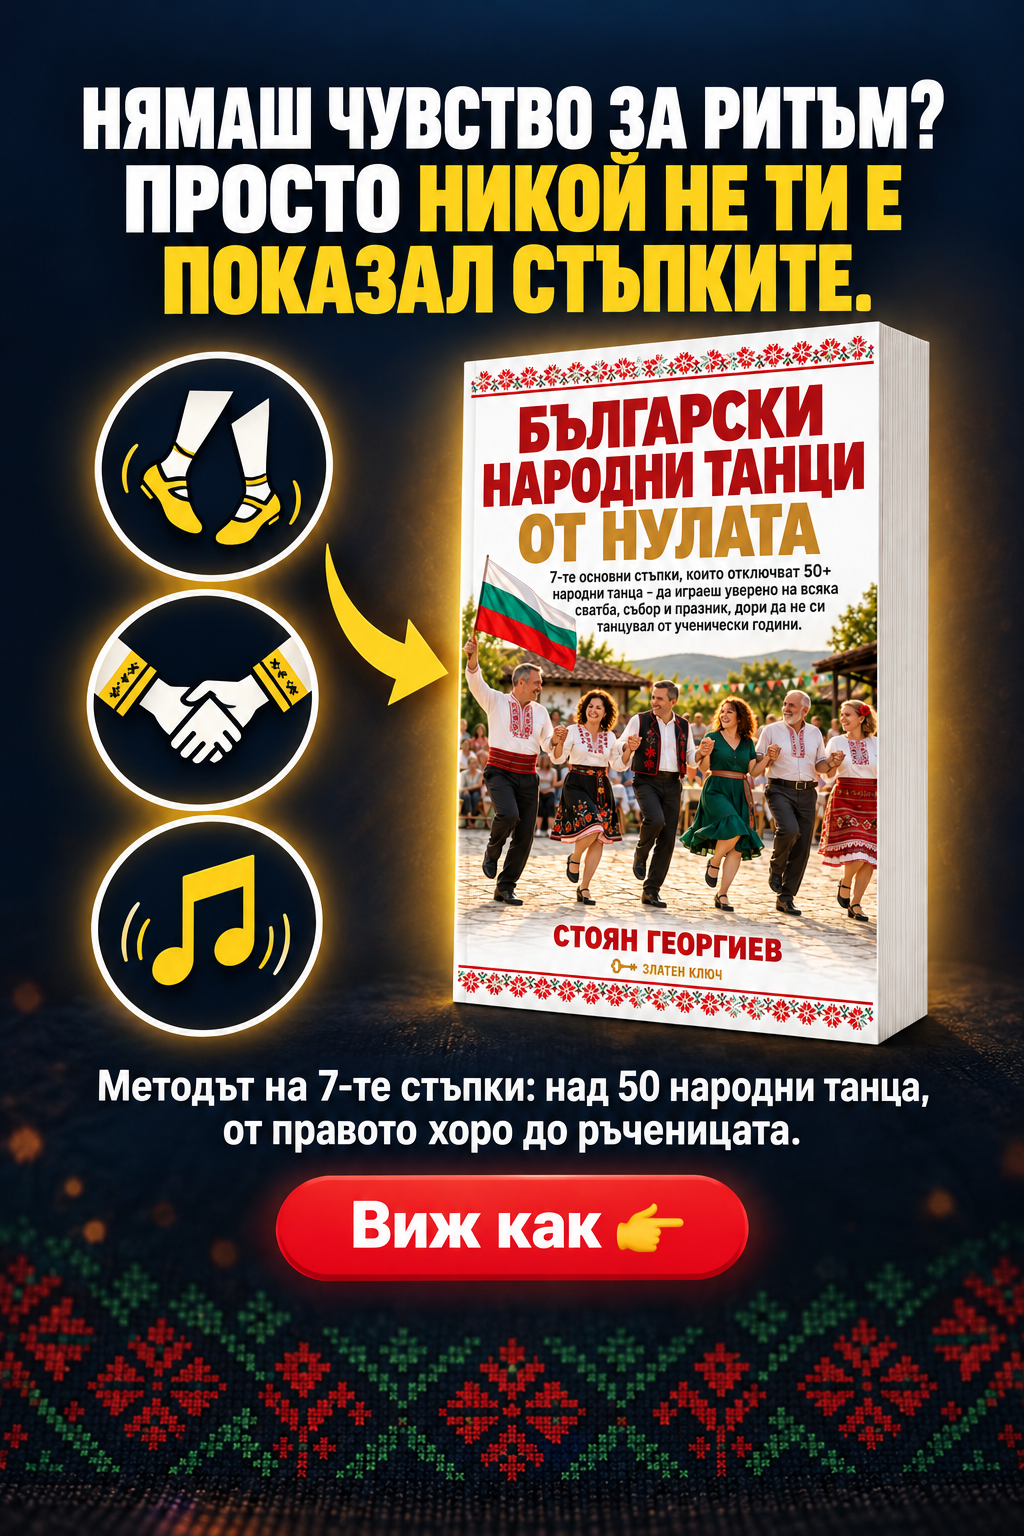 НЯМАШ ЧУВСТВО ЗА РИТЪМ?
ПРОСТО НИКОЙ НЕ ТИ Е
ПОКАЗАЛ СТЪПКИТЕ.
БЪЛГАРСКИ
НАРОДНИ ТАНЦИ
ОТ НУЛАТА
7-те основни стъпки, които отключват 50+
народни танца – да играеш уверено на всяка
сватба, събор и празник, дори да не си
танцувал от ученически години.
СТОЯН ГЕОРГИЕВ
ЗЛАТЕН КЛЮЧ
Методът на 7-те стъпки: над 50 народни танца,
от правото хоро до ръченицата.
Виж как 👉